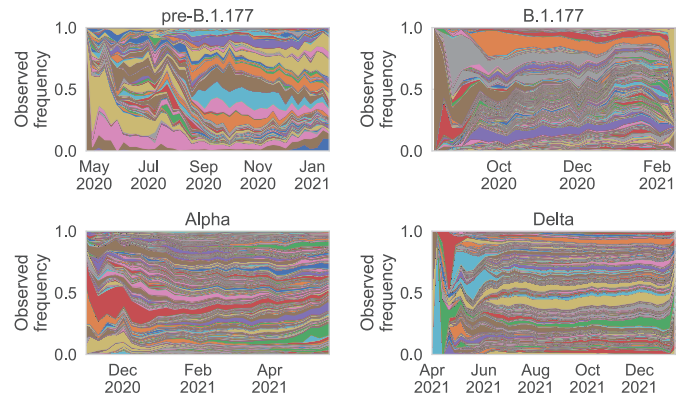 pre-B.1.177
Observed
frequency
1.0
0.5
0.0
May
2020
Jul
2020
Sep
2020
Nov
2020
Jan
2021
B.1.177
Observed
frequency
1.0
0.5
0.0
Oct
2020
Dec
2020
Feb
2021
Alpha
Observed
frequency
1.0
0.5
0.0
Dec
2020
Feb
2021
Apr
2021
Delta
Observed
frequency
1.0
0.5
0.0
Apr
2021
Jun
2021
Aug
2021
Oct
2021
Dec
2021